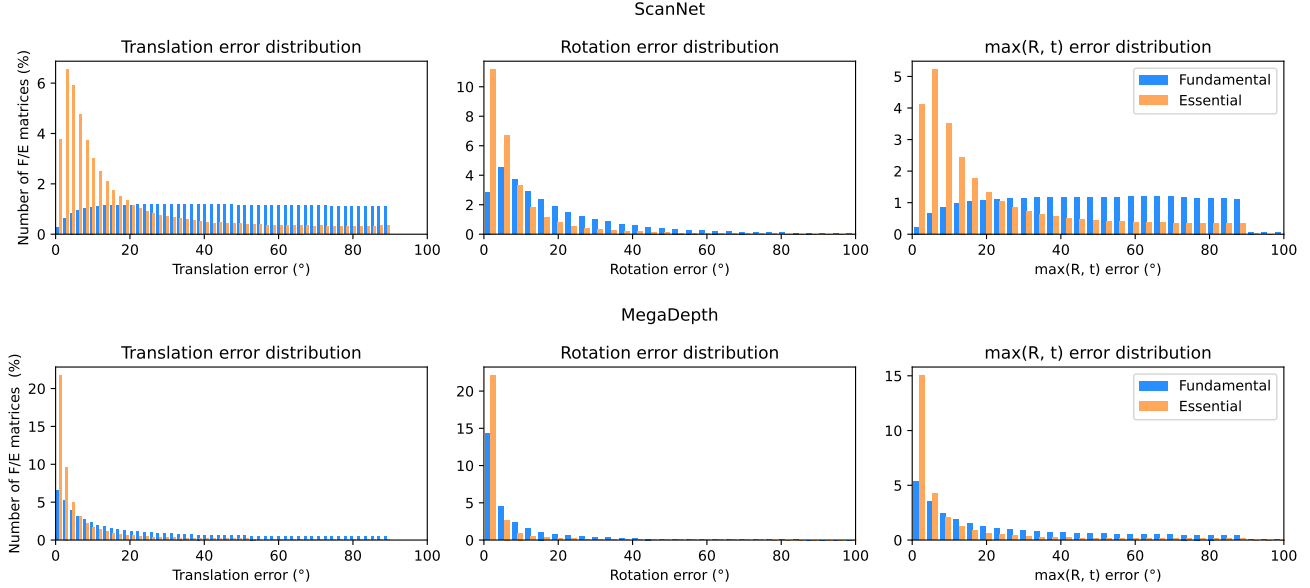 ScanNet
Translation error distribution
Number of F/E matrices (%)
6
4
2
0
0 20 40 60 80 100
Translation error (°)
Rotation error distribution
10
8
6
4
2
0
0 20 40 60 80 100
Rotation error (°)
max(R, t) error distribution
Fundamental
Essential
5
4
3
2
1
0
0 20 40 60 80 100
max(R, t) error (°)
MegaDepth
Translation error distribution
Number of F/E matrices (%)
20
15
10
5
0
0 20 40 60 80 100
Translation error (°)
Rotation error distribution
20
15
10
5
0
0 20 40 60 80 100
Rotation error (°)
max(R, t) error distribution
Fundamental
Essential
15
10
5
0
0 20 40 60 80 100
max(R, t) error (°)